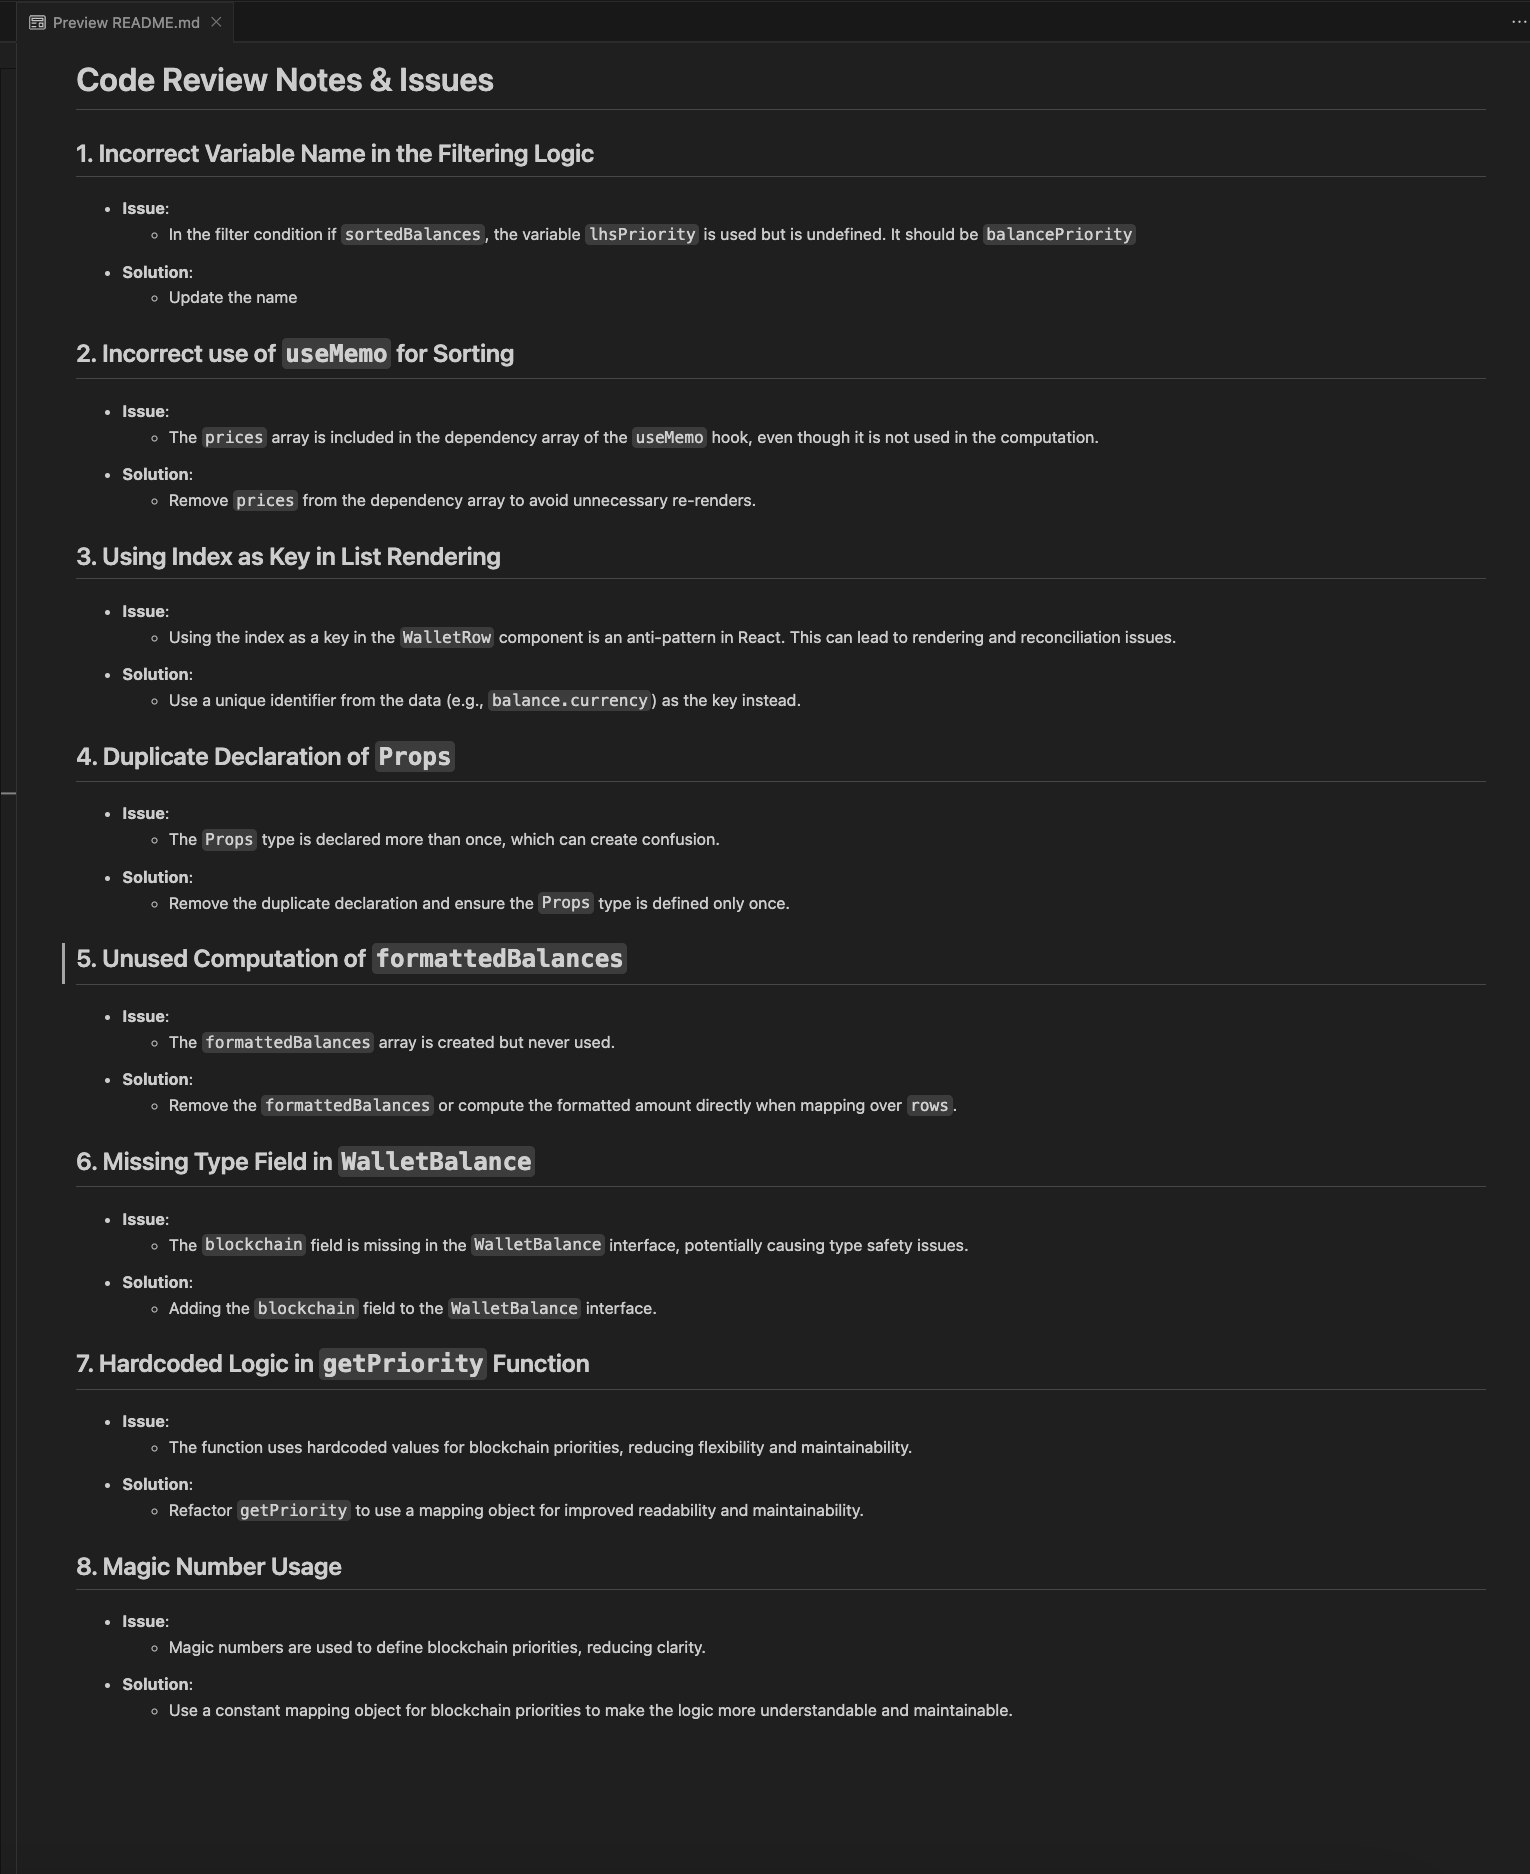 Preview README.md
Code Review Notes & Issues
1. Incorrect Variable Name in the Filtering Logic
Issue:
In the filter condition if sortedBalances, the variable lhsPriority is used but is undefined. It should be balancePriority
Solution:
Update the name
2. Incorrect use of useMemo for Sorting
Issue:
The prices array is included in the dependency array of the useMemo hook, even though it is not used in the computation.
Solution:
Remove prices from the dependency array to avoid unnecessary re-renders.
3. Using Index as Key in List Rendering
Issue:
Using the index as a key in the WalletRow component is an anti-pattern in React. This can lead to rendering and reconciliation issues.
Solution:
Use a unique identifier from the data (e.g., balance.currency) as the key instead.
4. Duplicate Declaration of Props
Issue:
The Props type is declared more than once, which can create confusion.
Solution:
Remove the duplicate declaration and ensure the Props type is defined only once.
5. Unused Computation of formattedBalances
Issue:
The formattedBalances array is created but never used.
Solution:
Remove the formattedBalances or compute the formatted amount directly when mapping over rows.
6. Missing Type Field in WalletBalance
Issue:
The blockchain field is missing in the WalletBalance interface, potentially causing type safety issues.
Solution:
Adding the blockchain field to the WalletBalance interface.
7. Hardcoded Logic in getPriority Function
Issue:
The function uses hardcoded values for blockchain priorities, reducing flexibility and maintainability.
Solution:
Refactor getPriority to use a mapping object for improved readability and maintainability.
8. Magic Number Usage
Issue:
Magic numbers are used to define blockchain priorities, reducing clarity.
Solution:
Use a constant mapping object for blockchain priorities to make the logic more understandable and maintainable.